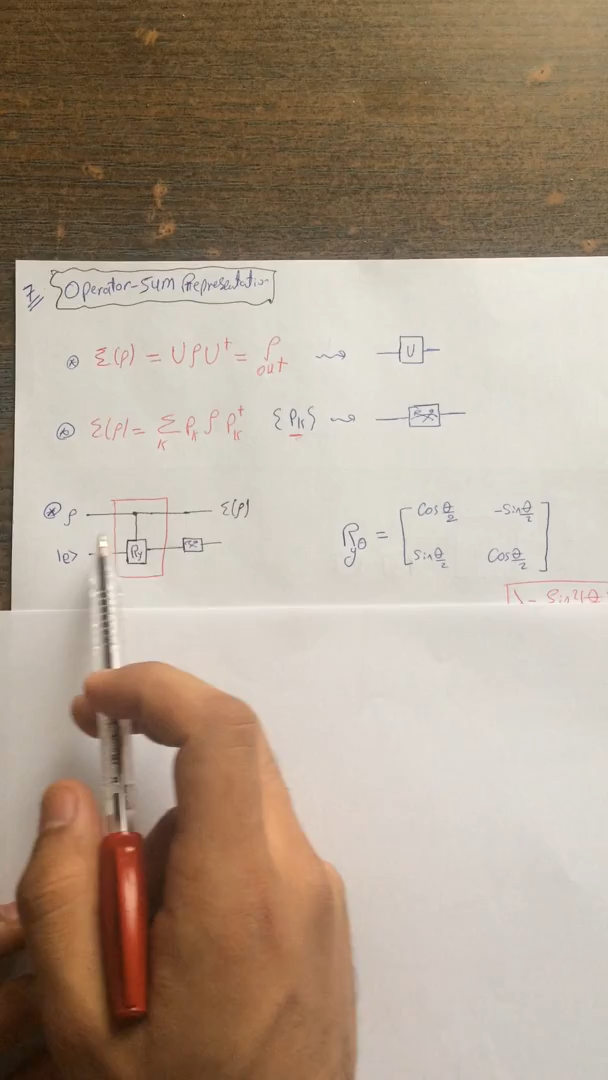 7 Operator-Sum Representation
⊛ Ɛ(ρ) = UρU† = ρout ⇝ U
⊛ Ɛ(ρ) = Σk Pk ρ Pk† {Pk} ⇝
⊛ ρ Ɛ(ρ)
|e> Ry
Ryθ = [cos θ/2 -sin θ/2
sin θ/2 cos θ/2]